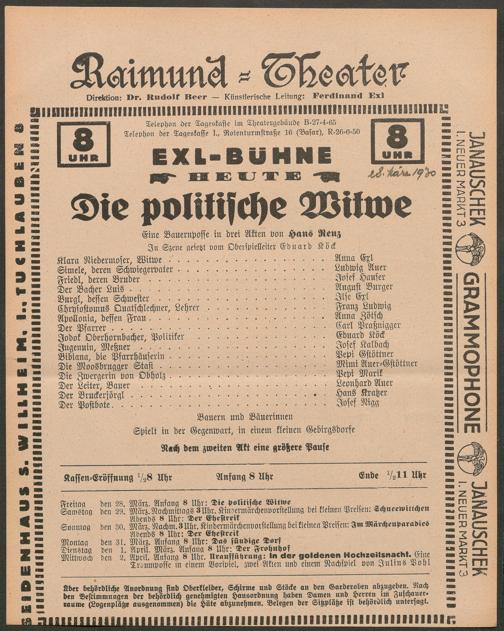 Raimund=Theater
Direktion: Dr. Rudolf Beer — Künstlerische Leitung: Ferdinand Exl
Telephon der Tageskasse im Theatergebäude B-27-4-65
Telephon der Tageskasse I., Rotenturmstraße 16 (Basar), R-26-0-50
8 UHR
8 UHR
EXL-BÜHNE
HEUTE
28. März 1930
Die politische Witwe
Eine Bauernposse in drei Akten von Hans Renz
In Szene gesetzt vom Oberspielleiter Eduard Köck
Klara Niedermoser, Witwe . . . Anna Exl
Simele, deren Schwiegervater . . . Ludwig Auer
Friedl, deren Bruder . . . Josef Hauser
Der Bacher Luis . . . August Burger
Burgl, dessen Schwester . . . Ilse Exl
Chrysostomus Quatschlechner, Lehrer . . . Franz Ludwig
Apollonia, dessen Frau . . . Anna Zötsch
Der Pfarrer . . . Carl Praßnigger
Jodok Oberhornbacher, Politiker . . . Eduard Köck
Ingenuin, Meßner . . . Josef Kalbach
Bibiana, die Pfarrhäuserin . . . Pepi Gstöttner
Die Moosbrugger Stasi . . . Mimi Auer-Gstöttner
Die Zwergerin von Obholz . . . Pepi Marik
Der Leiter, Bauer . . . Leonhard Auer
Der Bruckerjörgl . . . Hans Kratzer
Der Postbote . . . Josef Rigg
Bauern und Bäuerinnen
Spielt in der Gegenwart, in einem kleinen Gebirgsdorfe
Nach dem zweiten Akt eine größere Pause
Kassen-Eröffnung ½8 Uhr Anfang 8 Uhr Ende ½11 Uhr
Freitag den 28. März. Anfang 8 Uhr: Die politische Witwe
Samstag den 29. März. Nachmittags 3 Uhr, Kindermärchenvorstellung bei kleinen Preisen: Schneewittchen
Abends 8 Uhr: Der Ehestreik
Sonntag den 30. März. Nachm. 3 Uhr, Kindermärchenvorstellung bei kleinen Preisen: Im Märchenparadies
Abends 8 Uhr: Der Ehestreik
Montag den 31. März. Anfang 8 Uhr: Das sündige Dorf
Dienstag den 1. April. Anfang 8 Uhr: Der Frohnhof
Mittwoch den 2. April. Anfang 8 Uhr. Uraufführung: In der goldenen Hochzeitsnacht. Eine
Traumposse in einem Vorspiel, zwei Akten und einem Nachspiel von Julius Pohl
Über behördliche Anordnung sind Oberkleider, Schirme und Stöcke an den Garderoben abzugeben. Nach
den Bestimmungen der behördlich genehmigten Hausordnung haben Damen und Herren im Zuschauer-
raume (Logenplätze ausgenommen) die Hüte abzunehmen. Belegen der Sitzplätze ist behördlich untersagt.
SEIDENHAUS S. WILLHEIM, I., TUCHLAUBEN 8
JANAUSCHEK
I. NEUER MARKT 3
GRAMMOPHONE
JANAUSCHEK
I. NEUER MARKT 3